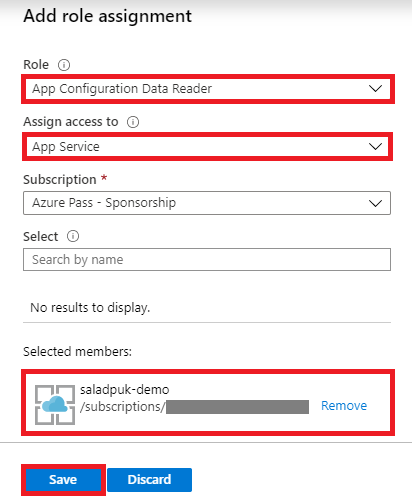 Add role assignment
Role
App Configuration Data Reader
Assign access to
App Service
Subscription *
Azure Pass - Sponsorship
Select
Search by name
No results to display.
Selected members:
saladpuk-demo
/subscriptions/
Remove
Save Discard